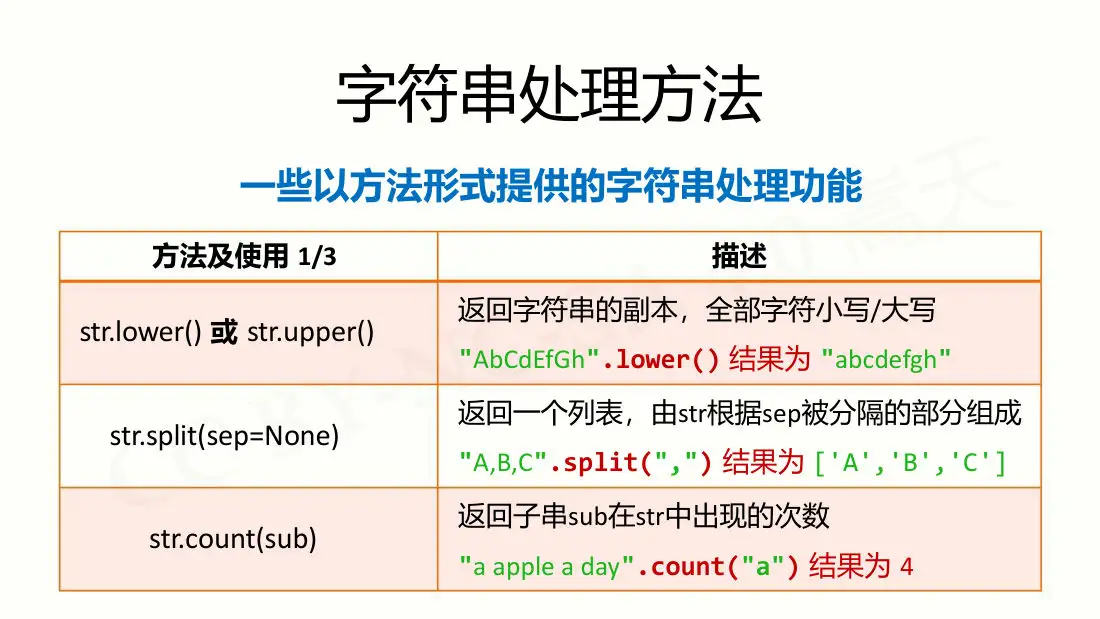 字符串处理方法
一些以方法形式提供的字符串处理功能
方法及使用 1/3
描述
str.lower() 或 str.upper()
返回字符串的副本，全部字符小写/大写
"AbCdEfGh".lower() 结果为 "abcdefgh"
str.split(sep=None)
返回一个列表，由str根据sep被分隔的部分组成
"A,B,C".split(",") 结果为 ['A','B','C']
str.count(sub)
返回子串sub在str中出现的次数
"a apple a day".count("a") 结果为 4
嵩天